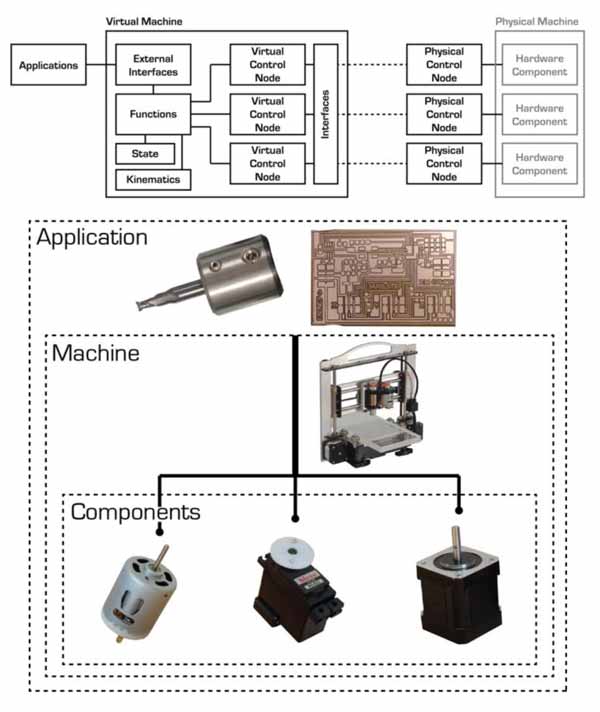 Virtual Machine
Physical Machine
Applications
External
Interfaces
Functions
State
Kinematics
Virtual
Control
Node
Virtual
Control
Node
Virtual
Control
Node
Interfaces
Physical
Control
Node
Physical
Control
Node
Physical
Control
Node
Hardware
Component
Hardware
Component
Hardware
Component
Application
Machine
Components